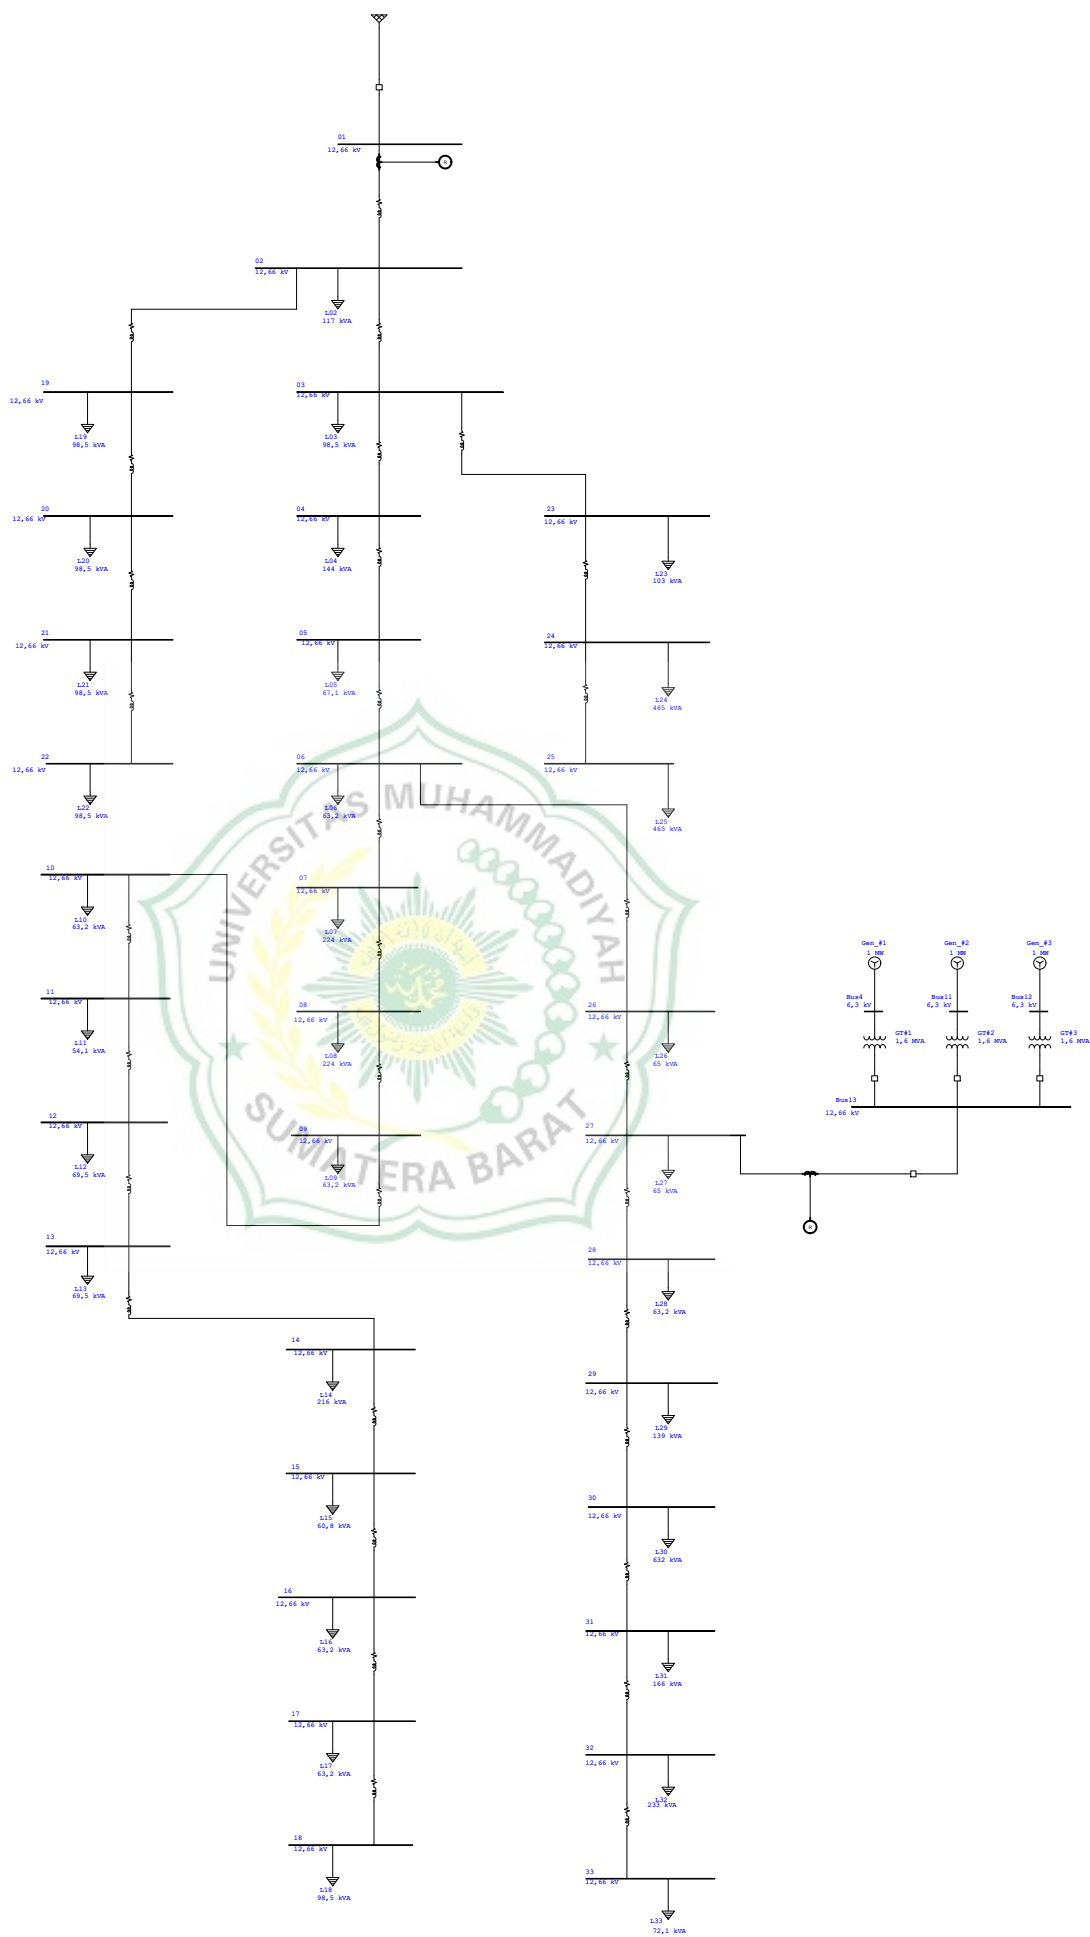 01
12,66 kV
R
02
12,66 kV
L02
117 kVA
19
12,66 kV
L19
98,5 kVA
03
12,66 kV
L03
98,5 kVA
20
12,66 kV
L20
98,5 kVA
04
12,66 kV
L04
144 kVA
23
12,66 kV
L23
103 kVA
21
12,66 kV
L21
98,5 kVA
05
12,66 kV
L05
67,1 kVA
24
12,66 kV
L24
465 kVA
22
12,66 kV
L22
98,5 kVA
06
12,66 kV
L06
63,2 kVA
25
12,66 kV
L25
465 kVA
UNIVERSITAS MUHAMMADIYAH
SUMATERA BARAT
10
12,66 kV
L10
63,2 kVA
07
12,66 kV
L07
224 kVA
11
12,66 kV
L11
54,1 kVA
08
12,66 kV
L08
224 kVA
26
12,66 kV
L26
65 kVA
Gen_#1
1 MW
Gen_#2
1 MW
Gen_#3
1 MW
Bus4
6,3 kV
Bus11
6,3 kV
Bus12
6,3 kV
GT#1
1,6 MVA
GT#2
1,6 MVA
GT#3
1,6 MVA
Bus13
12,66 kV
12
12,66 kV
L12
69,5 kVA
09
12,66 kV
L09
63,2 kVA
27
12,66 kV
L27
65 kVA
R
13
12,66 kV
L13
69,5 kVA
28
12,66 kV
L28
63,2 kVA
14
12,66 kV
L14
216 kVA
29
12,66 kV
L29
139 kVA
15
12,66 kV
L15
60,8 kVA
30
12,66 kV
L30
632 kVA
16
12,66 kV
L16
63,2 kVA
31
12,66 kV
L31
166 kVA
17
12,66 kV
L17
63,2 kVA
32
12,66 kV
L32
233 kVA
18
12,66 kV
L18
98,5 kVA
33
12,66 kV
L33
72,1 kVA